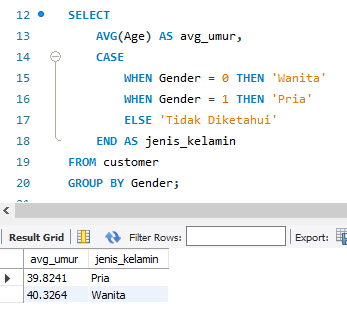 12 SELECT
13 AVG(Age) AS avg_umur,
14 CASE
15 WHEN Gender = 0 THEN 'Wanita'
16 WHEN Gender = 1 THEN 'Pria'
17 ELSE 'Tidak Diketahui'
18 END AS jenis_kelamin
19 FROM customer
20 GROUP BY Gender;
Result Grid Filter Rows: Export:
avg_umur jenis_kelamin
39.8241 Pria
40.3264 Wanita